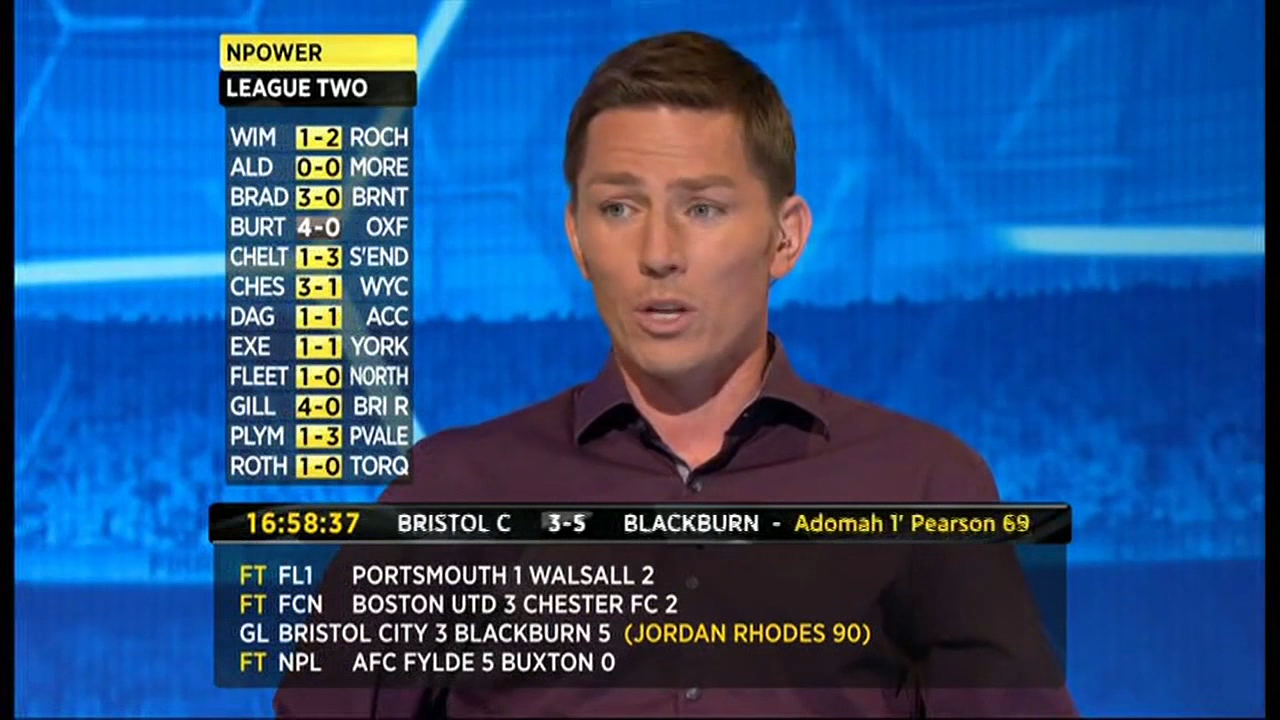 NPOWER
LEAGUE TWO
WIM 1-2 ROCH
ALD 0-0 MORE
BRAD 3-0 BRNT
BURT 4-0 OXF
CHELT 1-3 S'END
CHES 3-1 WYC
DAG 1-1 ACC
EXE 1-1 YORK
FLEET 1-0 NORTH
GILL 4-0 BRI R
PLYM 1-3 PVALE
ROTH 1-0 TORQ
16:58:37 BRISTOL C 3-5 BLACKBURN - Adomah 1' Pearson 69
FT FL1 PORTSMOUTH 1 WALSALL 2
FT FCN BOSTON UTD 3 CHESTER FC 2
GL BRISTOL CITY 3 BLACKBURN 5 (JORDAN RHODES 90)
FT NPL AFC FYLDE 5 BUXTON 0